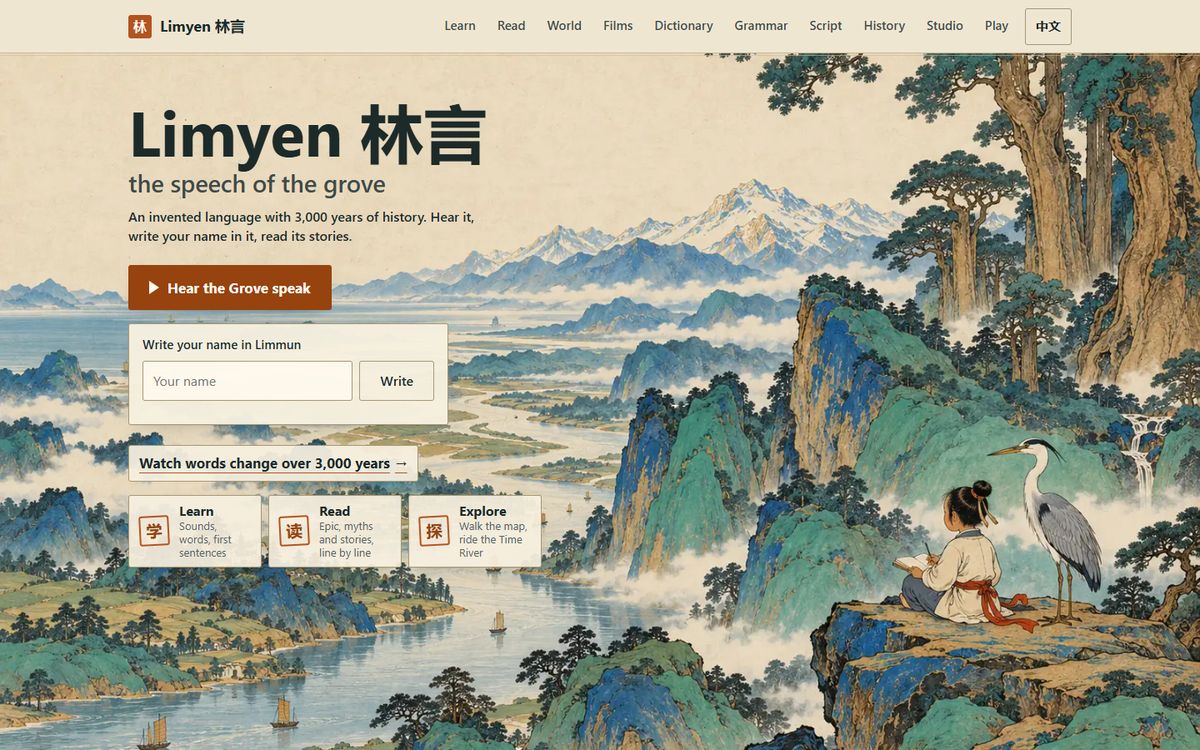 林 Limyen 林言 Learn Read World Films Dictionary Grammar Script History Studio Play 中文
Limyen 林言
the speech of the grove
An invented language with 3,000 years of history. Hear it,
write your name in it, read its stories.
Hear the Grove speak
Write your name in Limmun
Your name Write
Watch words change over 3,000 years →
学
Learn
Sounds,
words, first
sentences
读
Read
Epic, myths
and stories,
line by line
探
Explore
Walk the map,
ride the Time
River